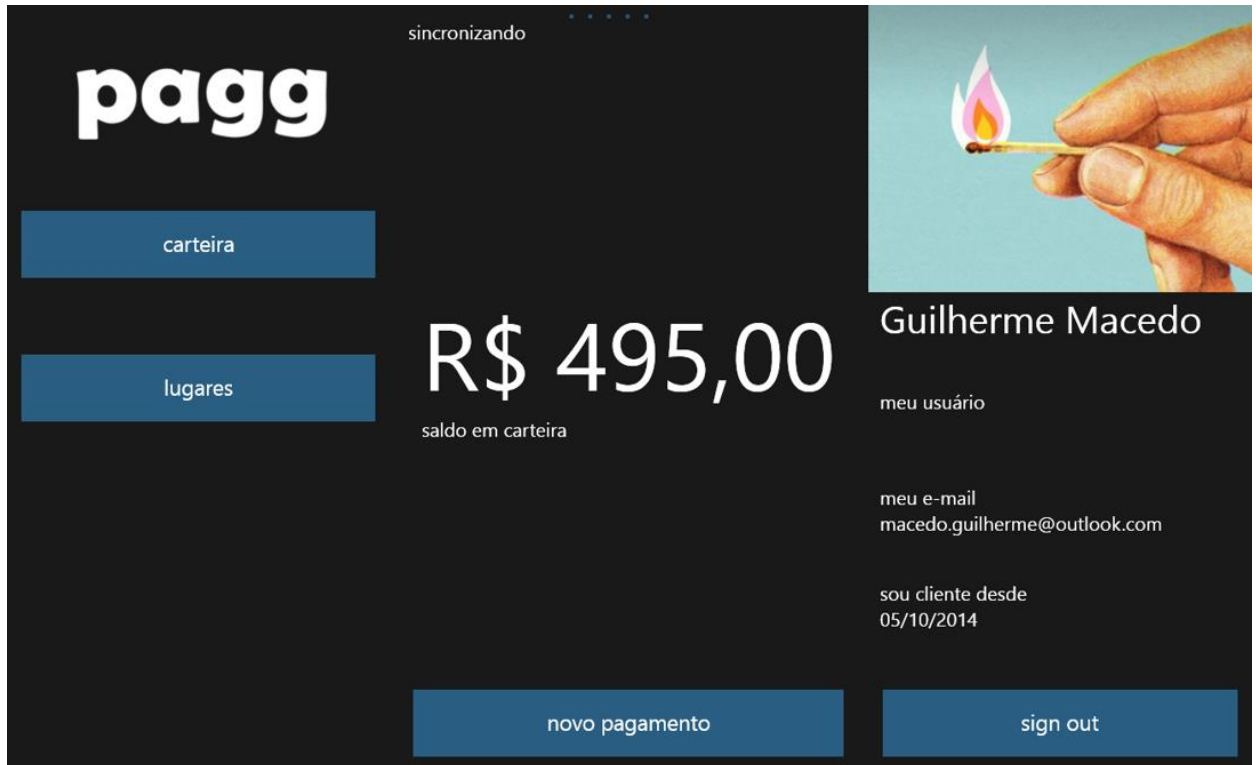 pagg
carteira
lugares
sincronizando
R$ 495,00
saldo em carteira
novo pagamento
Guilherme Macedo
meu usuário
meu e-mail
macedo.guilherme@outlook.com
sou cliente desde
05/10/2014
sign out